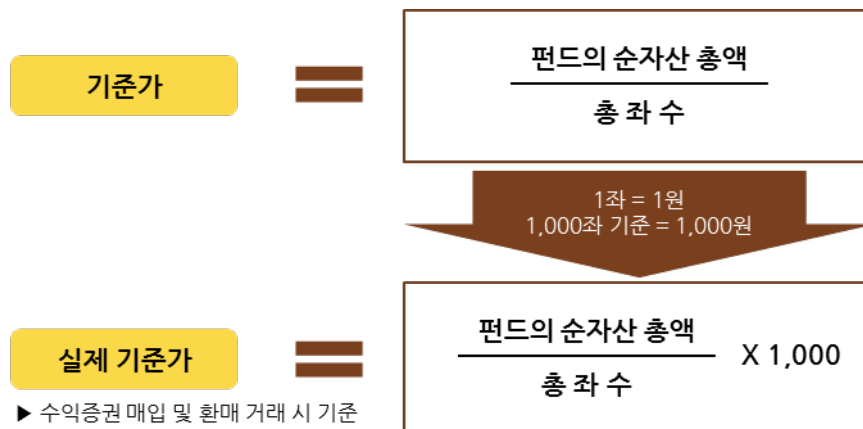 기준가
펀드의 순자산 총액
총 좌 수
1좌 = 1원
1,000좌 기준 = 1,000원
실제 기준가
펀드의 순자산 총액
총 좌 수
X 1,000
▶ 수익증권 매입 및 환매 거래 시 기준